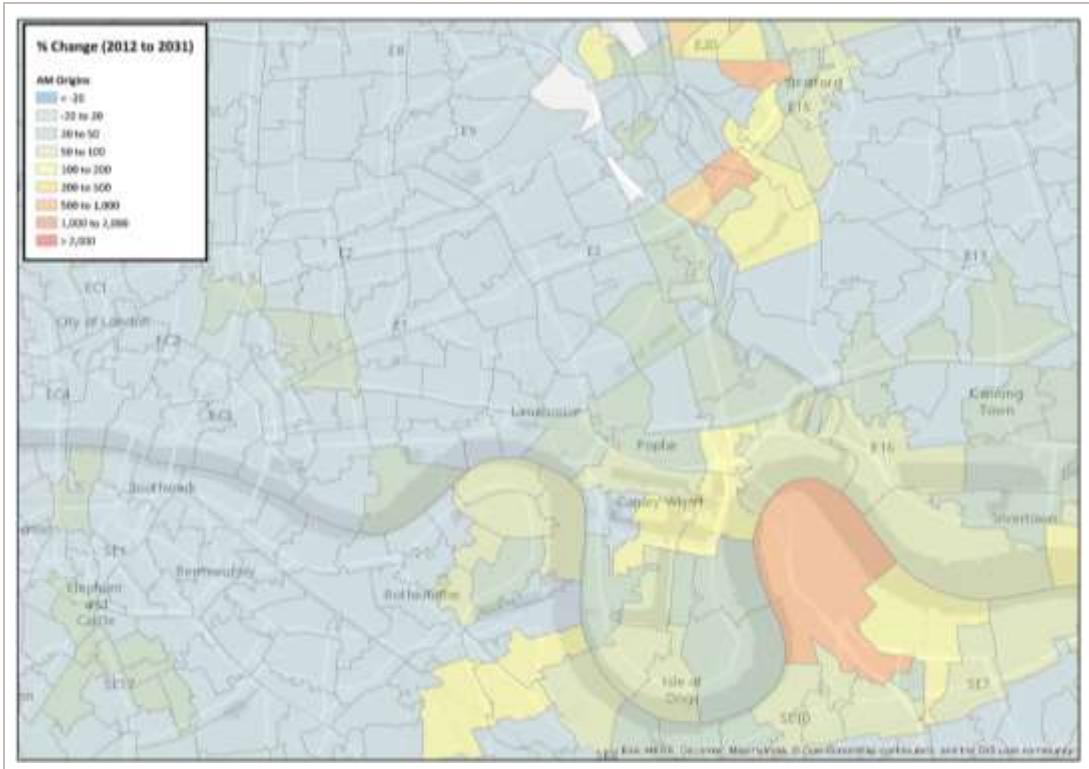 % Change (2012 to 2031)
AM Origins
< -20
-20 to 20
20 to 50
50 to 100
100 to 200
200 to 500
500 to 1,000
1,000 to 2,000
> 2,000
E8
E20
E7
Stratford
E15
E9
E2
E3
E13
EC1
City of London
E1
EC2
EC4
EC3
Limehouse
Canning
Town
Poplar
E16
Southwark
Canary Wharf
Silvertown
SE1
Bermondsey
Elephant
and
Castle
Rotherhithe
Isle of
Dogs
SE17
SE7
SE10